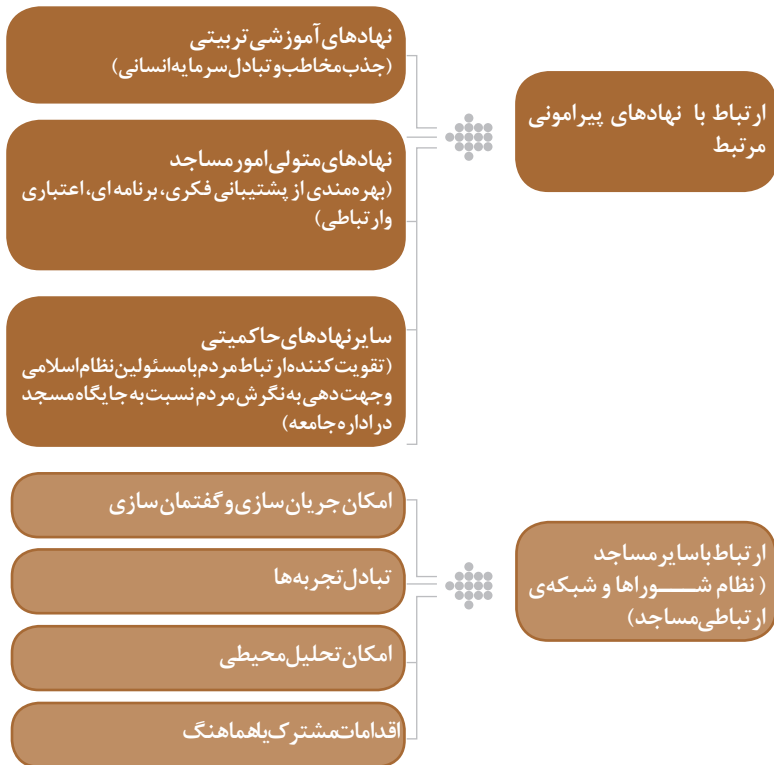 ارتباط با نهادهای پیرامونی
مرتبط
نهادهای آموزشی تربیتی
(جذب مخاطب و تبادل سرمایه انسانی)
نهادهای متولی امور مساجد
(بهره‌مندی از پشتیبانی فکری، برنامه‌ای، اعتباری
وارتباطی)
سایر نهادهای حاکمیتی
(تقویت کننده ارتباط مردم با مسئولین نظام اسلامی
وجهت دهی به نگرش مردم نسبت به جایگاه مسجد
در اداره جامعه)
ارتباط با سایر مساجد
( نظام شـــــوراها و شبکه‌ی
ارتباطی مساجد)
امکان جریان سازی و گفتمان سازی
تبادل تجربه‌ها
امکان تحلیل محیطی
اقدامات مشترک یا هماهنگ